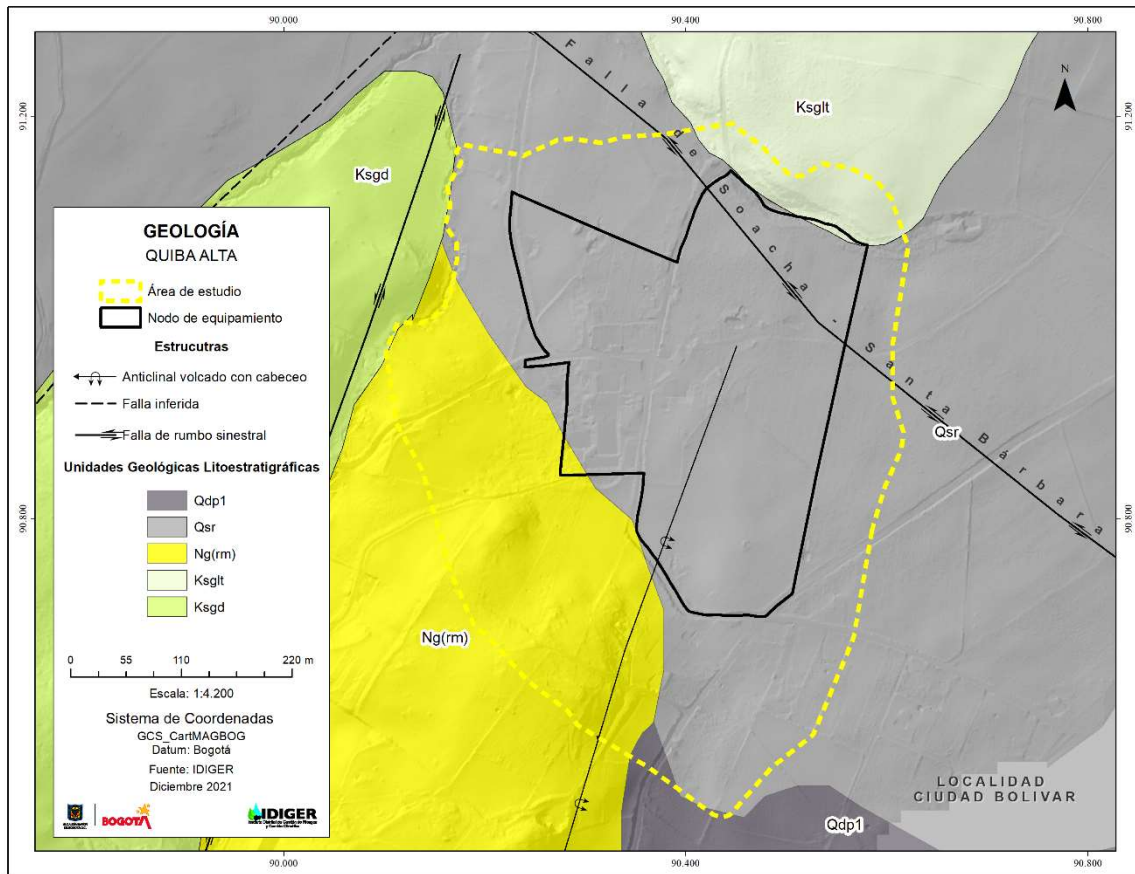 90.000
90.400
90.800
91.200
91.200
90.800
90.800
90.000
90.400
90.800
N
Ksglt
Ksgd
Falla de Soacha - Santa Bárbara
Qsr
Ng(rm)
Qdp1
LOCALIDAD
CIUDAD BOLIVAR
GEOLOGÍA
QUIBA ALTA
Área de estudio
Nodo de equipamiento
Estrucutras
Anticlinal volcado con cabeceo
Falla inferida
Falla de rumbo sinestral
Unidades Geológicas Litoestratigráficas
Qdp1
Qsr
Ng(rm)
Ksglt
Ksgd
0 55 110 220 m
Escala: 1:4.200
Sistema de Coordenadas
GCS_CartMAGBOG
Datum: Bogotá
Fuente: IDIGER
Diciembre 2021
BOGOTÁ
IDIGER